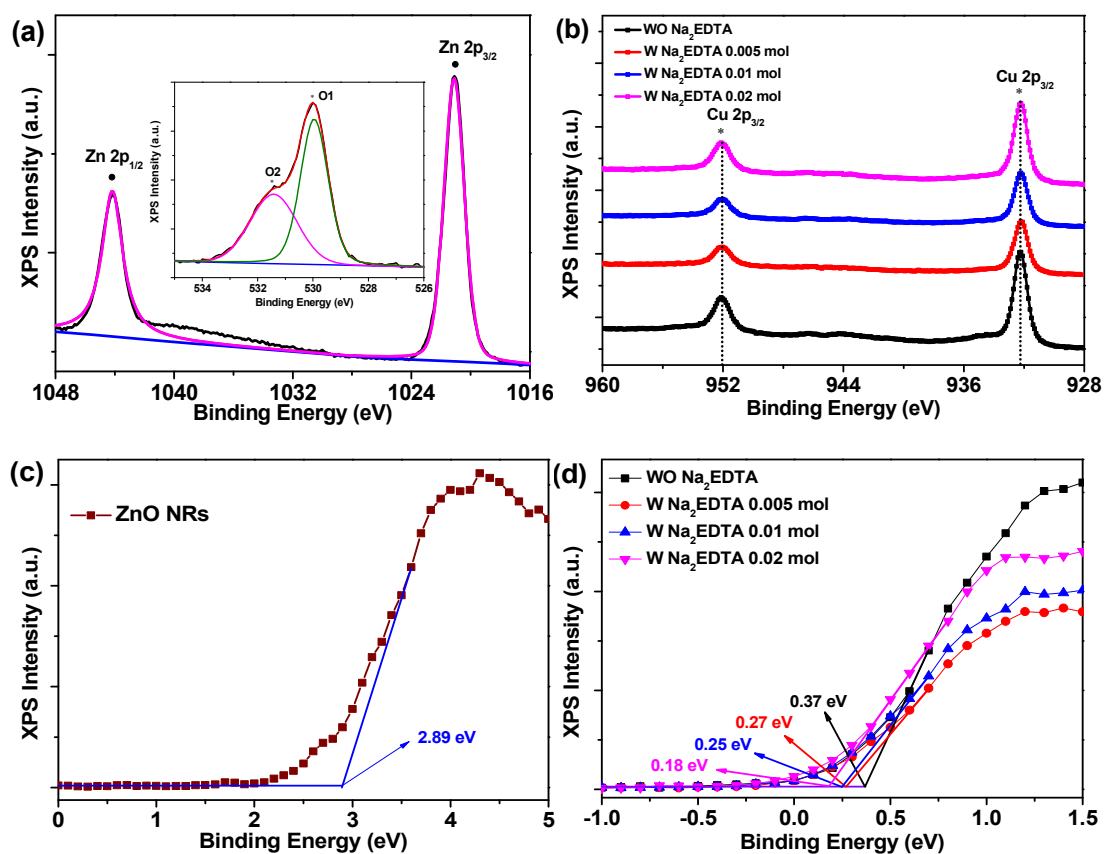 (a)
Zn 2p3/2
Zn 2p1/2
XPS Intensity (a.u.)
1048 1040 1032 1024 1016
Binding Energy (eV)
O1
O2
XPS Intensity (a.u.)
534 532 530 528 526
Binding Energy (eV)
(b)
WO Na2EDTA
W Na2EDTA 0.005 mol
W Na2EDTA 0.01 mol
W Na2EDTA 0.02 mol
Cu 2p3/2
*
Cu 2p3/2
*
XPS Intensity (a.u.)
960 952 944 936 928
Binding Energy (eV)
(c)
ZnO NRs
2.89 eV
XPS Intensity (a.u.)
0 1 2 3 4 5
Binding Energy (eV)
(d)
WO Na2EDTA
W Na2EDTA 0.005 mol
W Na2EDTA 0.01 mol
W Na2EDTA 0.02 mol
0.37 eV
0.27 eV
0.25 eV
0.18 eV
XPS Intensity (a.u.)
-1.0 -0.5 0.0 0.5 1.0 1.5
Binding Energy (eV)